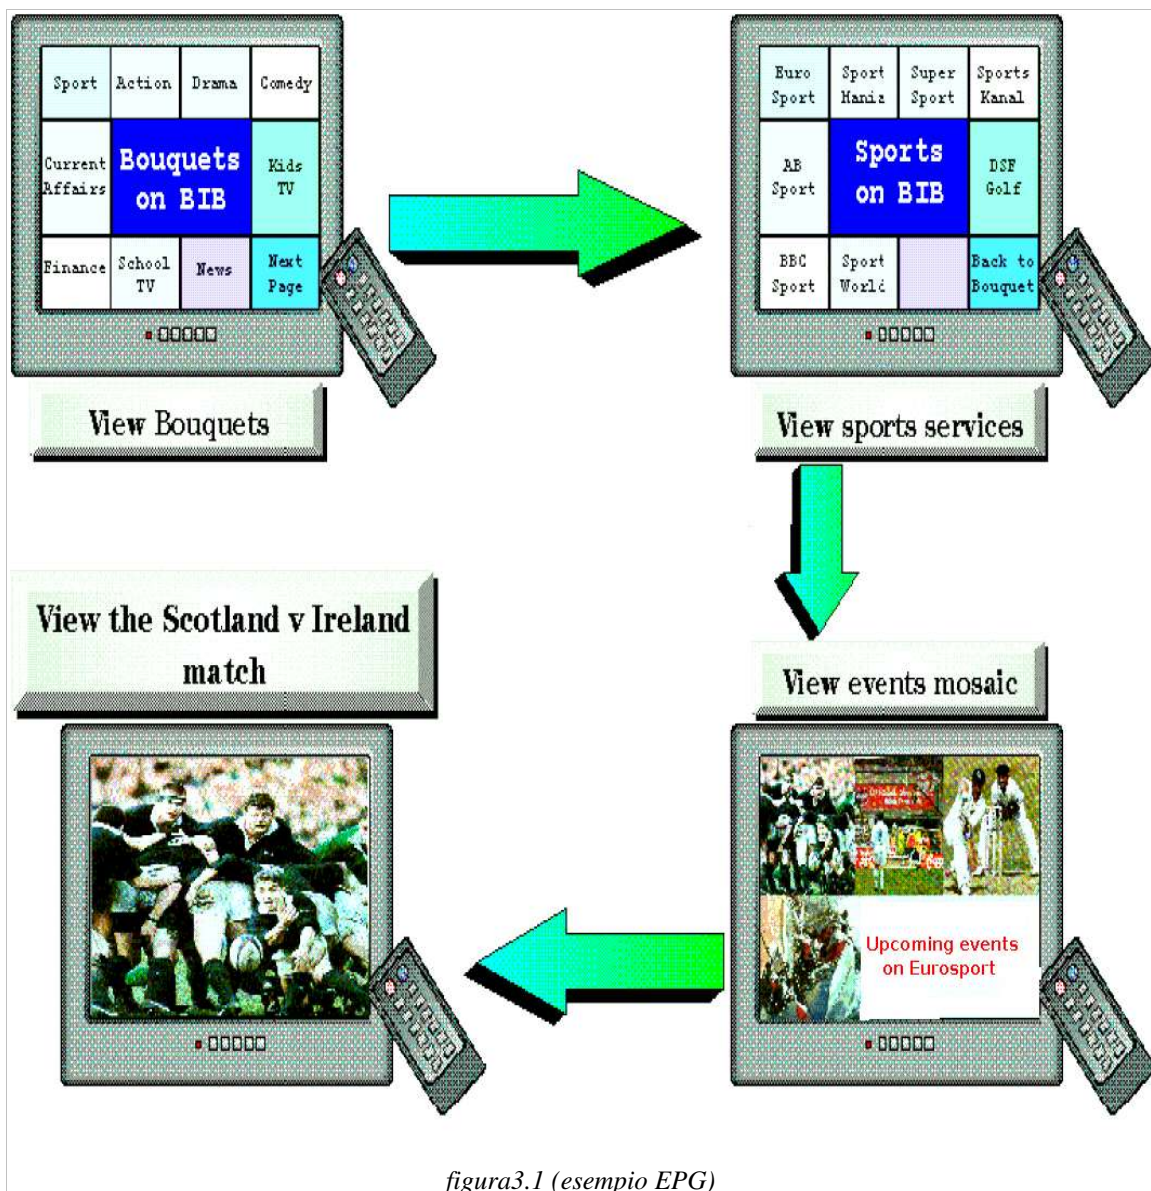 Sport
Action
Drama
Comedy
Current
Affairs
Bouquets
on BIB
Kids
TV
Finance
School
TV
News
Next
Page
View Bouquets
Euro
Sport
Sport
Mania
Super
Sport
Sports
Kanal
AB
Sport
Sports
on BIB
DSF
Golf
BBC
Sport
Sport
World
Back to
Bouquet
View sports services
View events mosaic
Upcoming events
on Eurosport
View the Scotland v Ireland
match
figura3.1 (esempio EPG)